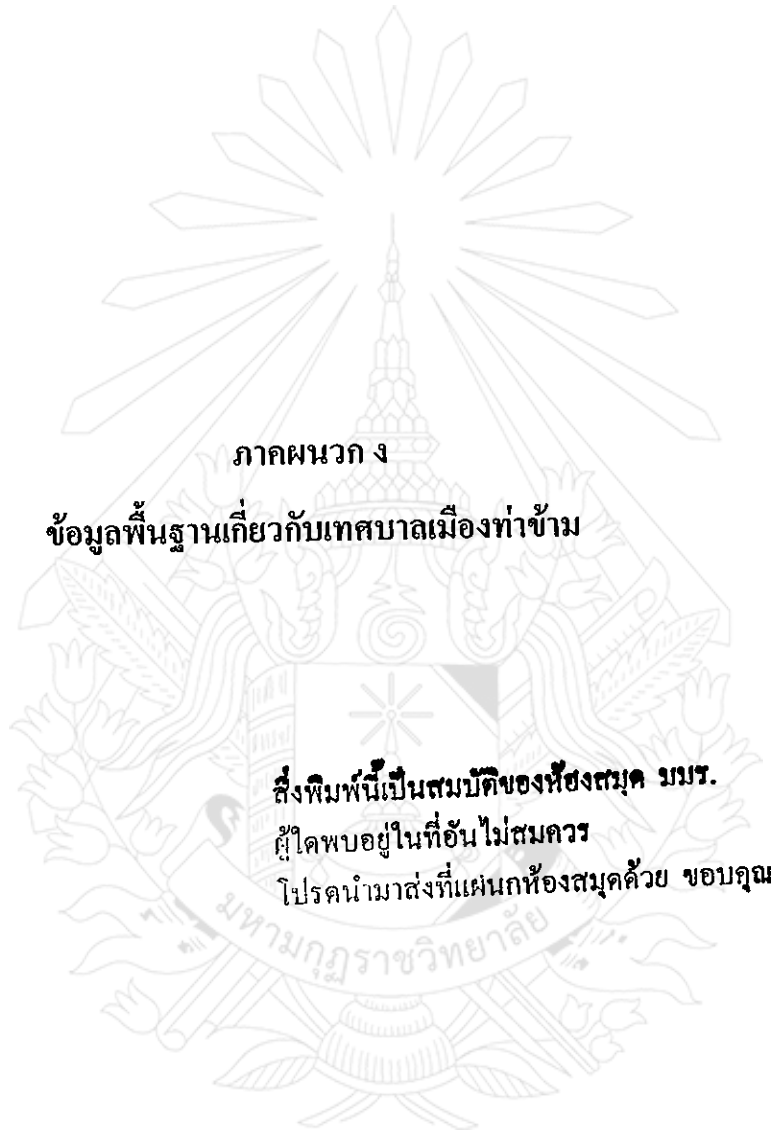 ภาคผนวก ง
ข้อมูลพื้นฐานเกี่ยวกับเทศบาลเมืองท่าข้าม
สิ่งพิมพ์นี้เป็นสมบัติของห้องสมุด มมร.
ผู้ใดพบอยู่ในที่อันไม่สมควร
โปรดนำมาส่งที่แผนกห้องสมุดด้วย ขอบคุณ
มหามกุฏราชวิทยาลัย